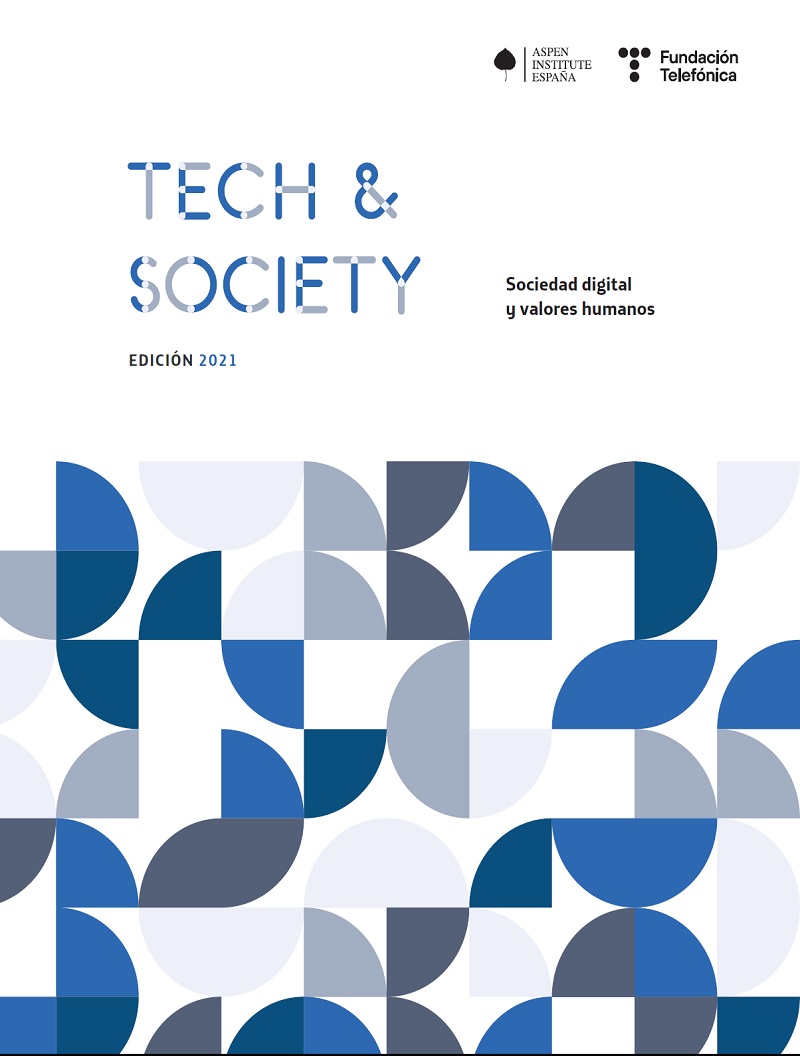 ASPEN
INSTITUTE
ESPAÑA
Fundación
Telefónica
TECH &
SOCIETY
Sociedad digital
y valores humanos
EDICIÓN 2021